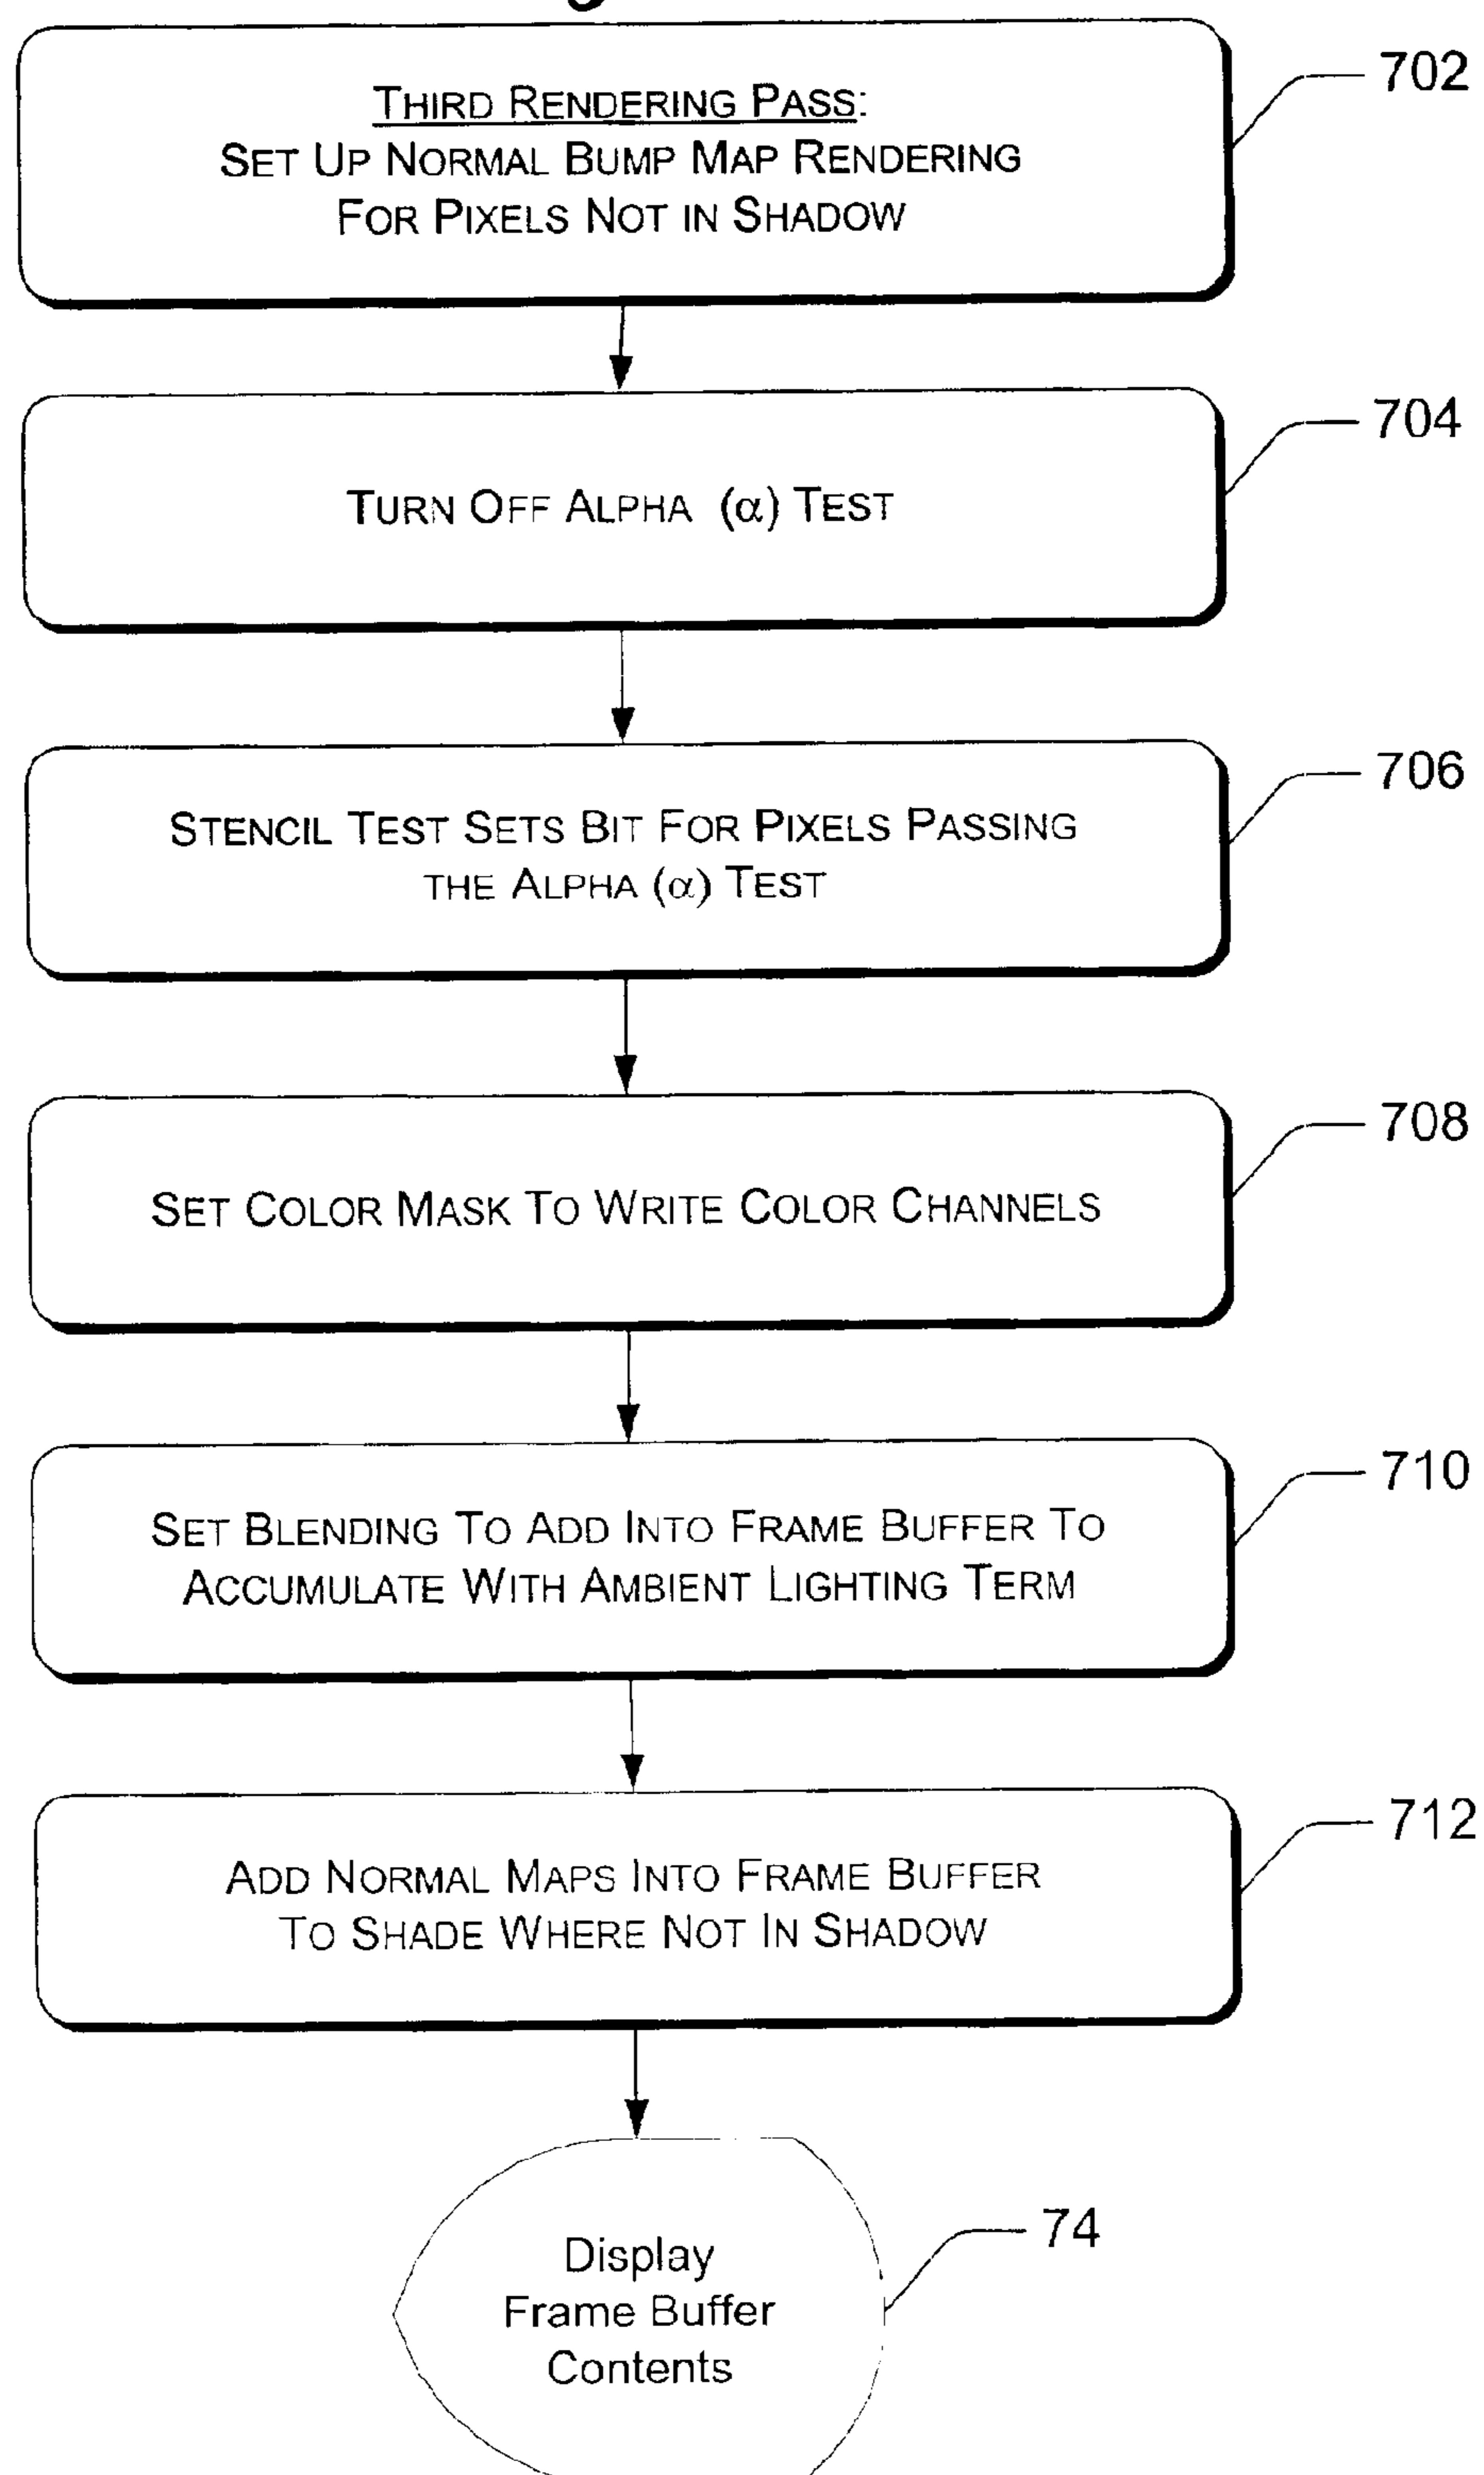 THIRD RENDERING PASS:
SET UP NORMAL BUMP MAP RENDERING
FOR PIXELS NOT IN SHADOW
702
TURN OFF ALPHA (α) TEST
704
STENCIL TEST SETS BIT FOR PIXELS PASSING
THE ALPHA (α) TEST
706
SET COLOR MASK TO WRITE COLOR CHANNELS
708
SET BLENDING TO ADD INTO FRAME BUFFER TO
ACCUMULATE WITH AMBIENT LIGHTING TERM
710
ADD NORMAL MAPS INTO FRAME BUFFER
TO SHADE WHERE NOT IN SHADOW
712
Display
Frame Buffer
Contents
74